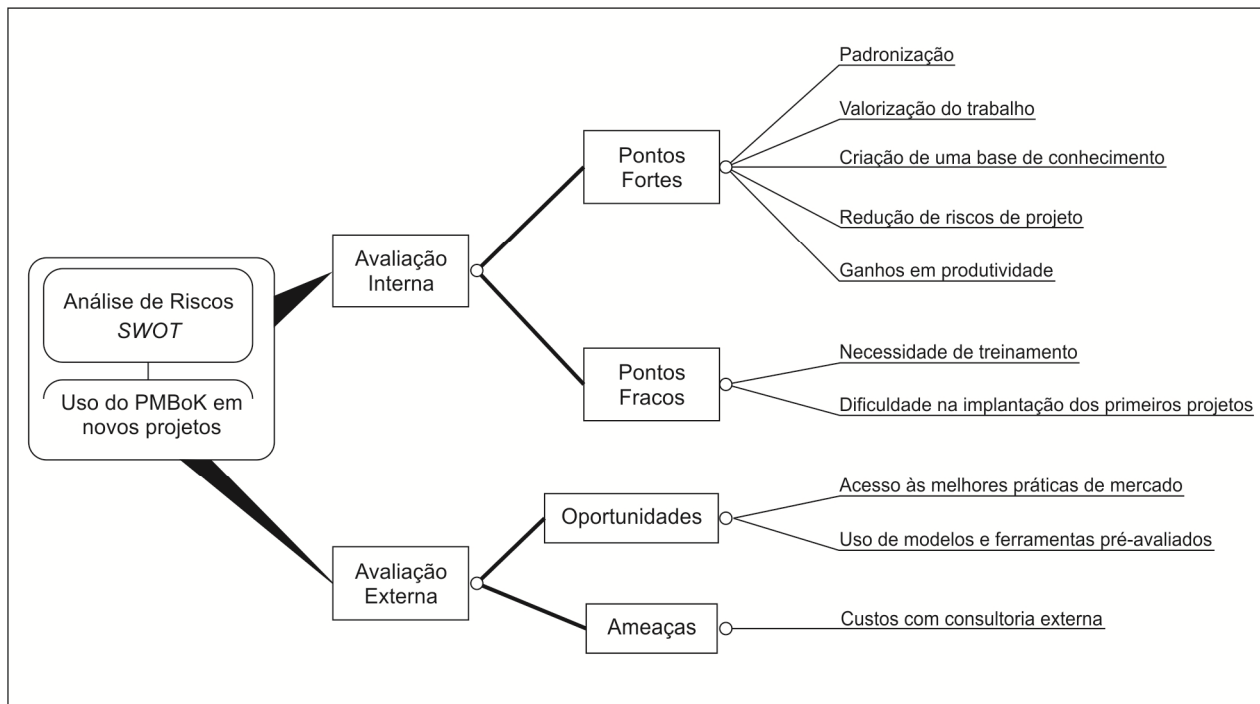 Análise de Riscos
SWOT
Uso do PMBoK em
novos projetos
Avaliação
Interna
Pontos
Fortes
Padronização
Valorização do trabalho
Criação de uma base de conhecimento
Redução de riscos de projeto
Ganhos em produtividade
Pontos
Fracos
Necessidade de treinamento
Dificuldade na implantação dos primeiros projetos
Avaliação
Externa
Oportunidades
Acesso às melhores práticas de mercado
Uso de modelos e ferramentas pré-avaliados
Ameaças
Custos com consultoria externa